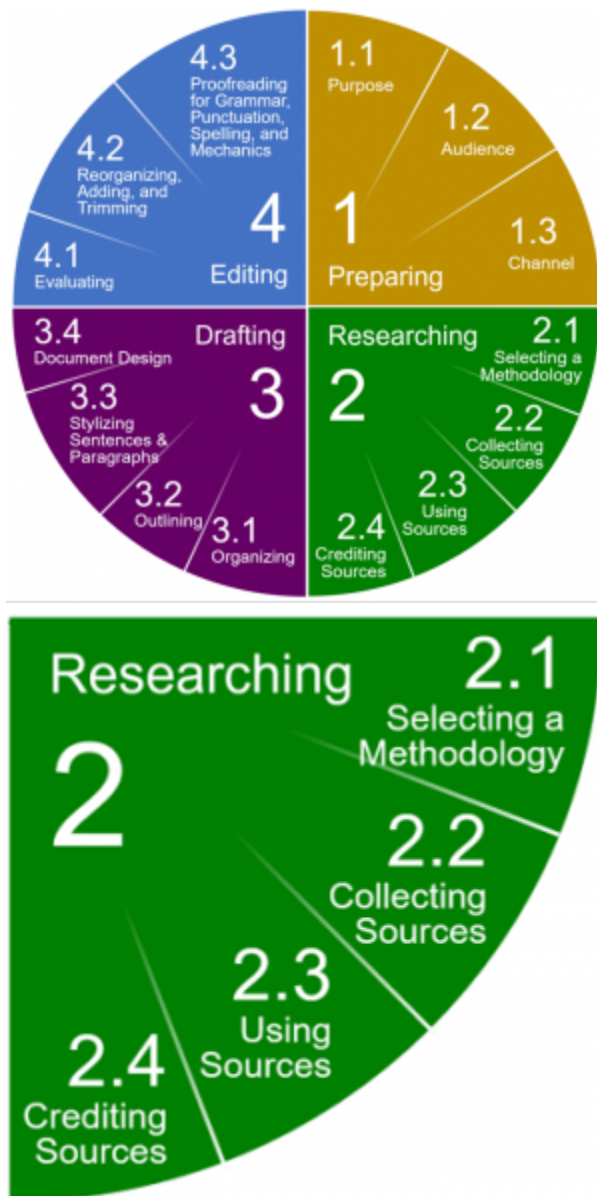 1.1
Purpose
1.2
Audience
1.3
Channel
1
Preparing
2.1
Selecting a
Methodology
2.2
Collecting
Sources
2.3
Using
Sources
2.4
Crediting
Sources
Researching
2
3.1
Organizing
3.2
Outlining
3.3
Stylizing
Sentences &
Paragraphs
3.4
Document Design
Drafting
3
4.1
Evaluating
4.2
Reorganizing,
Adding, and
Trimming
4.3
Proofreading
for Grammar,
Punctuation,
Spelling, and
Mechanics
4
Editing
Researching
2
2.1
Selecting a
Methodology
2.2
Collecting
Sources
2.3
Using
Sources
2.4
Crediting
Sources